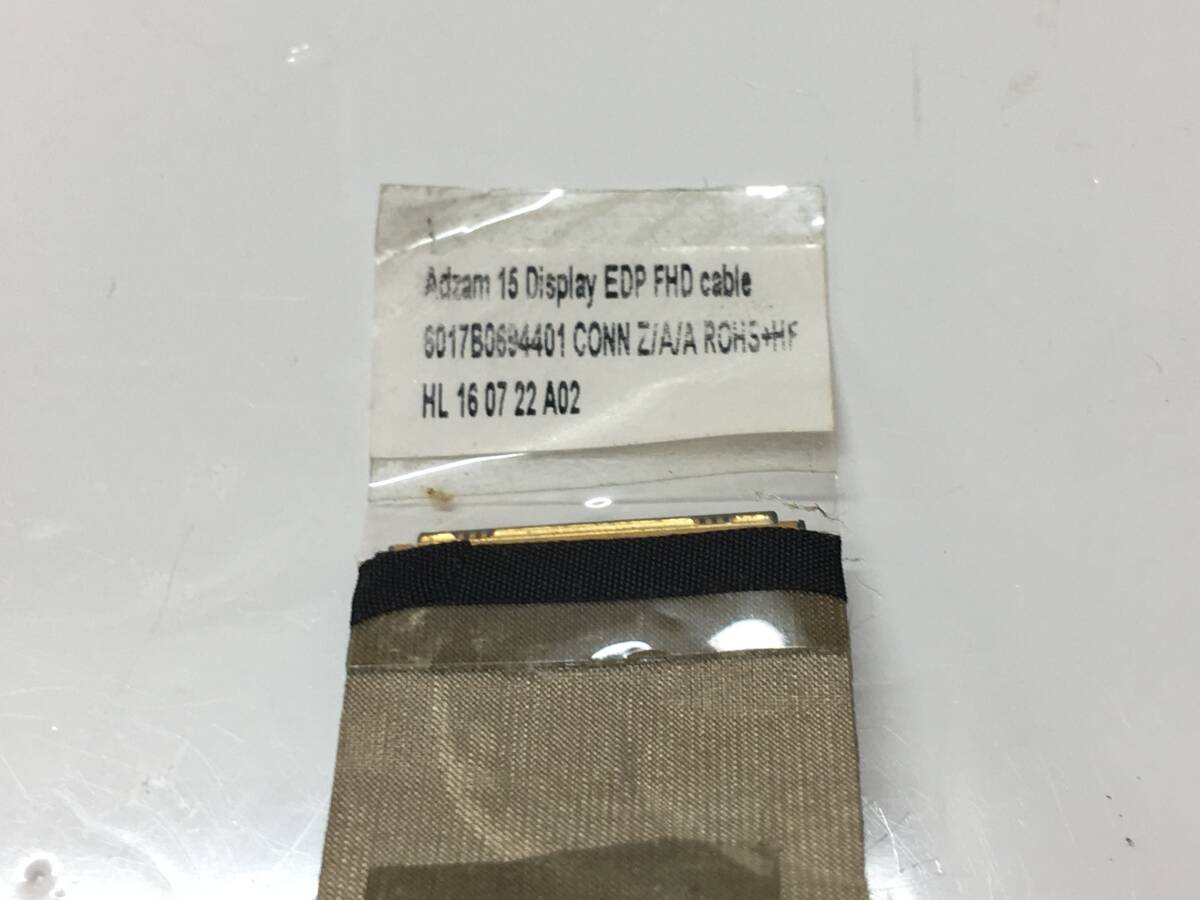 Adzam 15 Display EDP FHD cable
6017B0694401 CONN Z/A/A ROHS+HF
HL 16 07 22 A02